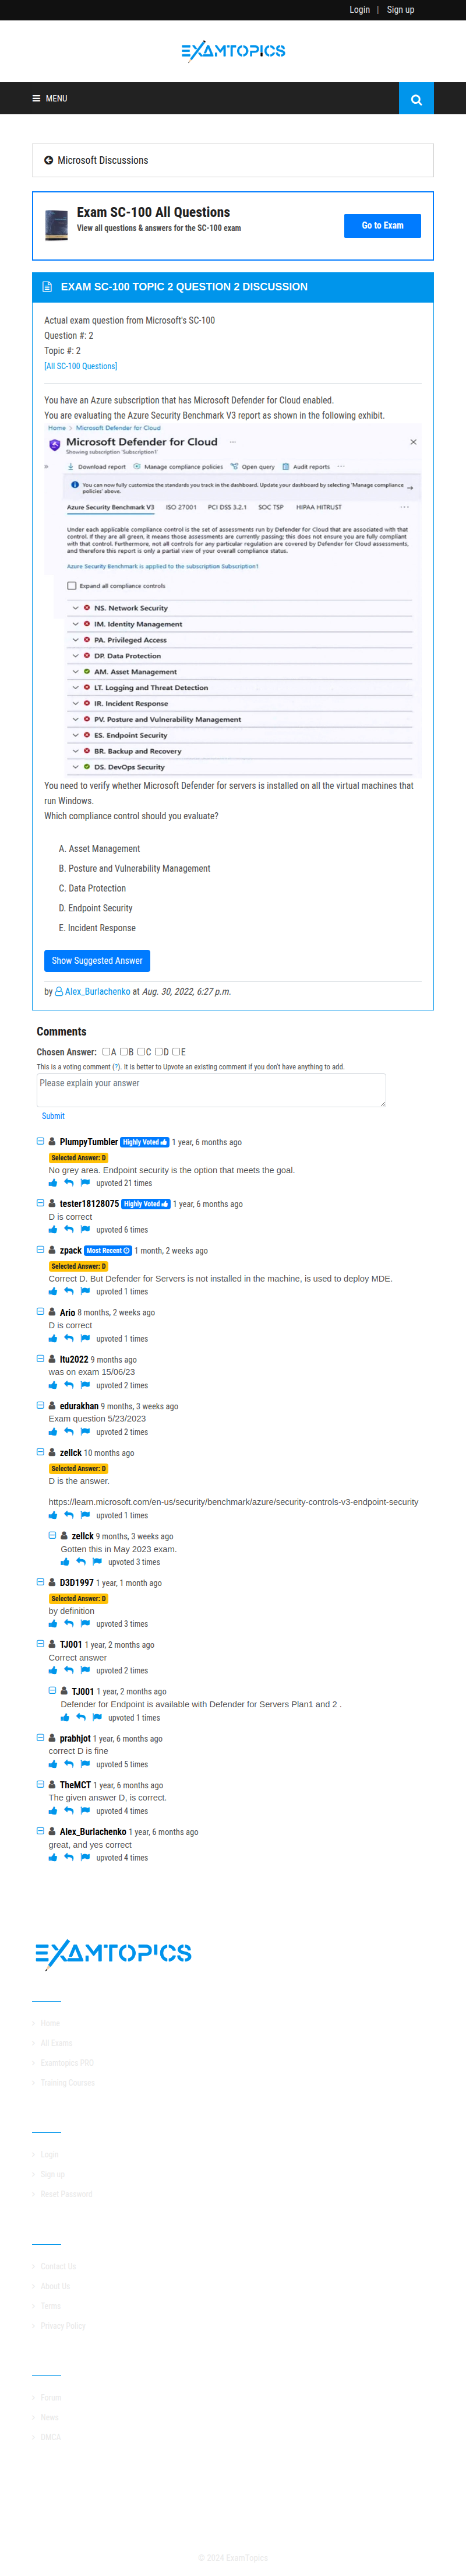 Login | Sign up
EXAMTOPICS
MENU
Microsoft Discussions
Exam SC-100 All Questions
View all questions & answers for the SC-100 exam
Go to Exam
EXAM SC-100 TOPIC 2 QUESTION 2 DISCUSSION
Actual exam question from Microsoft's SC-100
Question #: 2
Topic #: 2
[All SC-100 Questions]
You have an Azure subscription that has Microsoft Defender for Cloud enabled.
You are evaluating the Azure Security Benchmark V3 report as shown in the following exhibit.
Home > Microsoft Defender for Cloud
Microsoft Defender for Cloud ...
Showing subscription 'Subscription1'
» Download report Manage compliance policies Open query Audit reports ...
You can now fully customize the standards you track in the dashboard. Update your dashboard by selecting 'Manage compliance
policies' above.
Azure Security Benchmark V3 ISO 27001 PCI DSS 3.2.1 SOC TSP HIPAA HITRUST ...
Under each applicable compliance control is the set of assessments run by Defender for Cloud that are associated with that
control. If they are all green, it means those assessments are currently passing; this does not ensure you are fully compliant
with that control. Furthermore, not all controls for any particular regulation are covered by Defender for Cloud assessments,
and therefore this report is only a partial view of your overall compliance status.
Azure Security Benchmark is applied to the subscription Subscription1
Expand all compliance controls
NS. Network Security
IM. Identity Management
PA. Privileged Access
DP. Data Protection
AM. Asset Management
LT. Logging and Threat Detection
IR. Incident Response
PV. Posture and Vulnerability Management
ES. Endpoint Security
BR. Backup and Recovery
DS. DevOps Security
You need to verify whether Microsoft Defender for servers is installed on all the virtual machines that
run Windows.
Which compliance control should you evaluate?
A. Asset Management
B. Posture and Vulnerability Management
C. Data Protection
D. Endpoint Security
E. Incident Response
Show Suggested Answer
by Alex_Burlachenko at Aug. 30, 2022, 6:27 p.m.
Comments
Chosen Answer: A B C D E
This is a voting comment (?). It is better to Upvote an existing comment if you don't have anything to add.
Please explain your answer
Submit
PlumpyTumbler Highly Voted 1 year, 6 months ago
Selected Answer: D
No grey area. Endpoint security is the option that meets the goal.
upvoted 21 times
tester18128075 Highly Voted 1 year, 6 months ago
D is correct
upvoted 6 times
zpack Most Recent 1 month, 2 weeks ago
Selected Answer: D
Correct D. But Defender for Servers is not installed in the machine, is used to deploy MDE.
upvoted 1 times
Ario 8 months, 2 weeks ago
D is correct
upvoted 1 times
Itu2022 9 months ago
was on exam 15/06/23
upvoted 2 times
edurakhan 9 months, 3 weeks ago
Exam question 5/23/2023
upvoted 2 times
zellck 10 months ago
Selected Answer: D
D is the answer.
https://learn.microsoft.com/en-us/security/benchmark/azure/security-controls-v3-endpoint-security
upvoted 1 times
zellck 9 months, 3 weeks ago
Gotten this in May 2023 exam.
upvoted 3 times
D3D1997 1 year, 1 month ago
Selected Answer: D
by definition
upvoted 3 times
TJ001 1 year, 2 months ago
Correct answer
upvoted 2 times
TJ001 1 year, 2 months ago
Defender for Endpoint is available with Defender for Servers Plan1 and 2 .
upvoted 1 times
prabhjot 1 year, 6 months ago
correct D is fine
upvoted 5 times
TheMCT 1 year, 6 months ago
The given answer D, is correct.
upvoted 4 times
Alex_Burlachenko 1 year, 6 months ago
great, and yes correct
upvoted 4 times
EXAMTOPICS
Home
All Exams
Examtopics PRO
Training Courses
Login
Sign up
Reset Password
Contact Us
About Us
Terms
Privacy Policy
Forum
News
DMCA
© 2024 ExamTopics